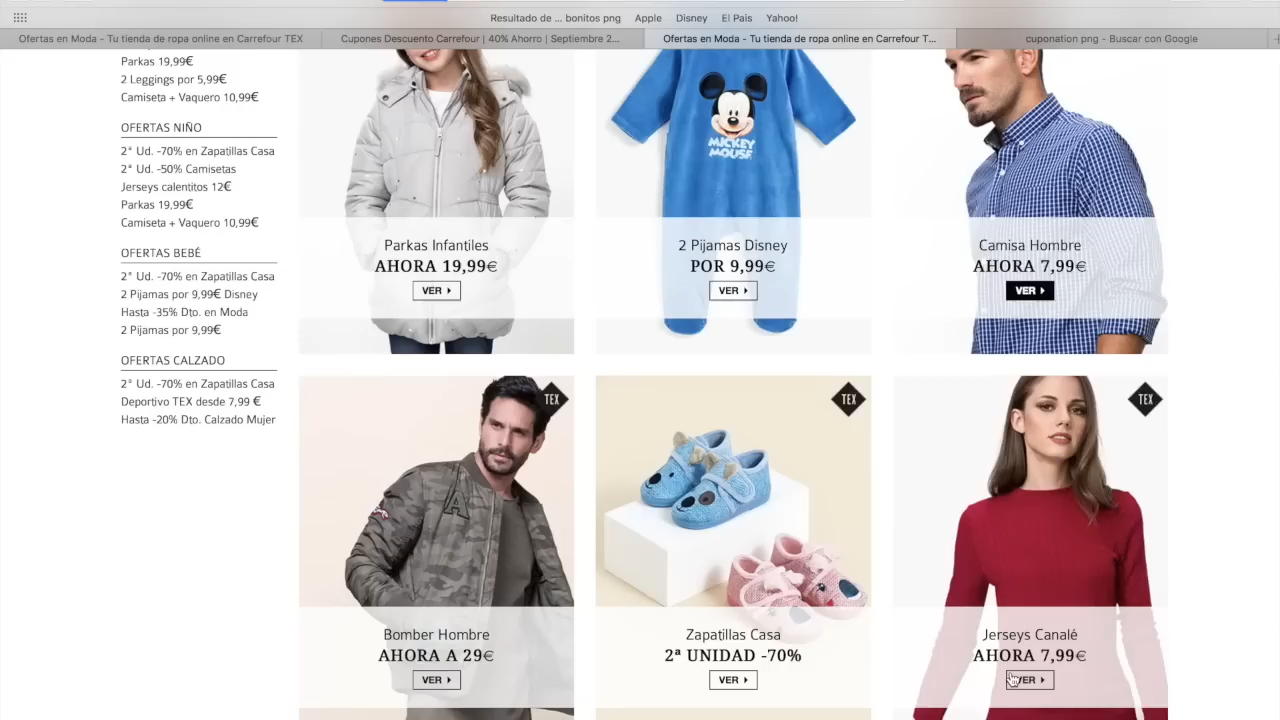 Resultado de ... bonitos png
Apple
Disney
El Pais
Yahoo!
Ofertas en Moda - Tu tienda de ropa online en Carrefour TEX
Cupones Descuento Carrefour | 40% Ahorro | Septiembre 2...
Ofertas en Moda - Tu tienda de ropa online en Carrefour T...
cuponation png - Buscar con Google
Parkas 19,99€
2 Leggings por 5,99€
Camiseta + Vaquero 10,99€
OFERTAS NIÑO
2ª Ud. -70% en Zapatillas Casa
2ª Ud. -50% Camisetas
Jerseys calentitos 12€
Parkas 19,99€
Camiseta + Vaquero 10,99€
OFERTAS BEBÉ
2ª Ud. -70% en Zapatillas Casa
2 Pijamas por 9,99€ Disney
Hasta -35% Dto. en Moda
2 Pijamas por 9,99€
OFERTAS CALZADO
2ª Ud. -70% en Zapatillas Casa
Deportivo TEX desde 7,99 €
Hasta -20% Dto. Calzado Mujer
Parkas Infantiles
AHORA 19,99€
VER
MICKEY
MOUSE
2 Pijamas Disney
POR 9,99€
VER
Camisa Hombre
AHORA 7,99€
VER
TEX
A
Bomber Hombre
AHORA A 29€
VER
TEX
Zapatillas Casa
2ª UNIDAD -70%
VER
TEX
Jerseys Canalé
AHORA 7,99€
VER